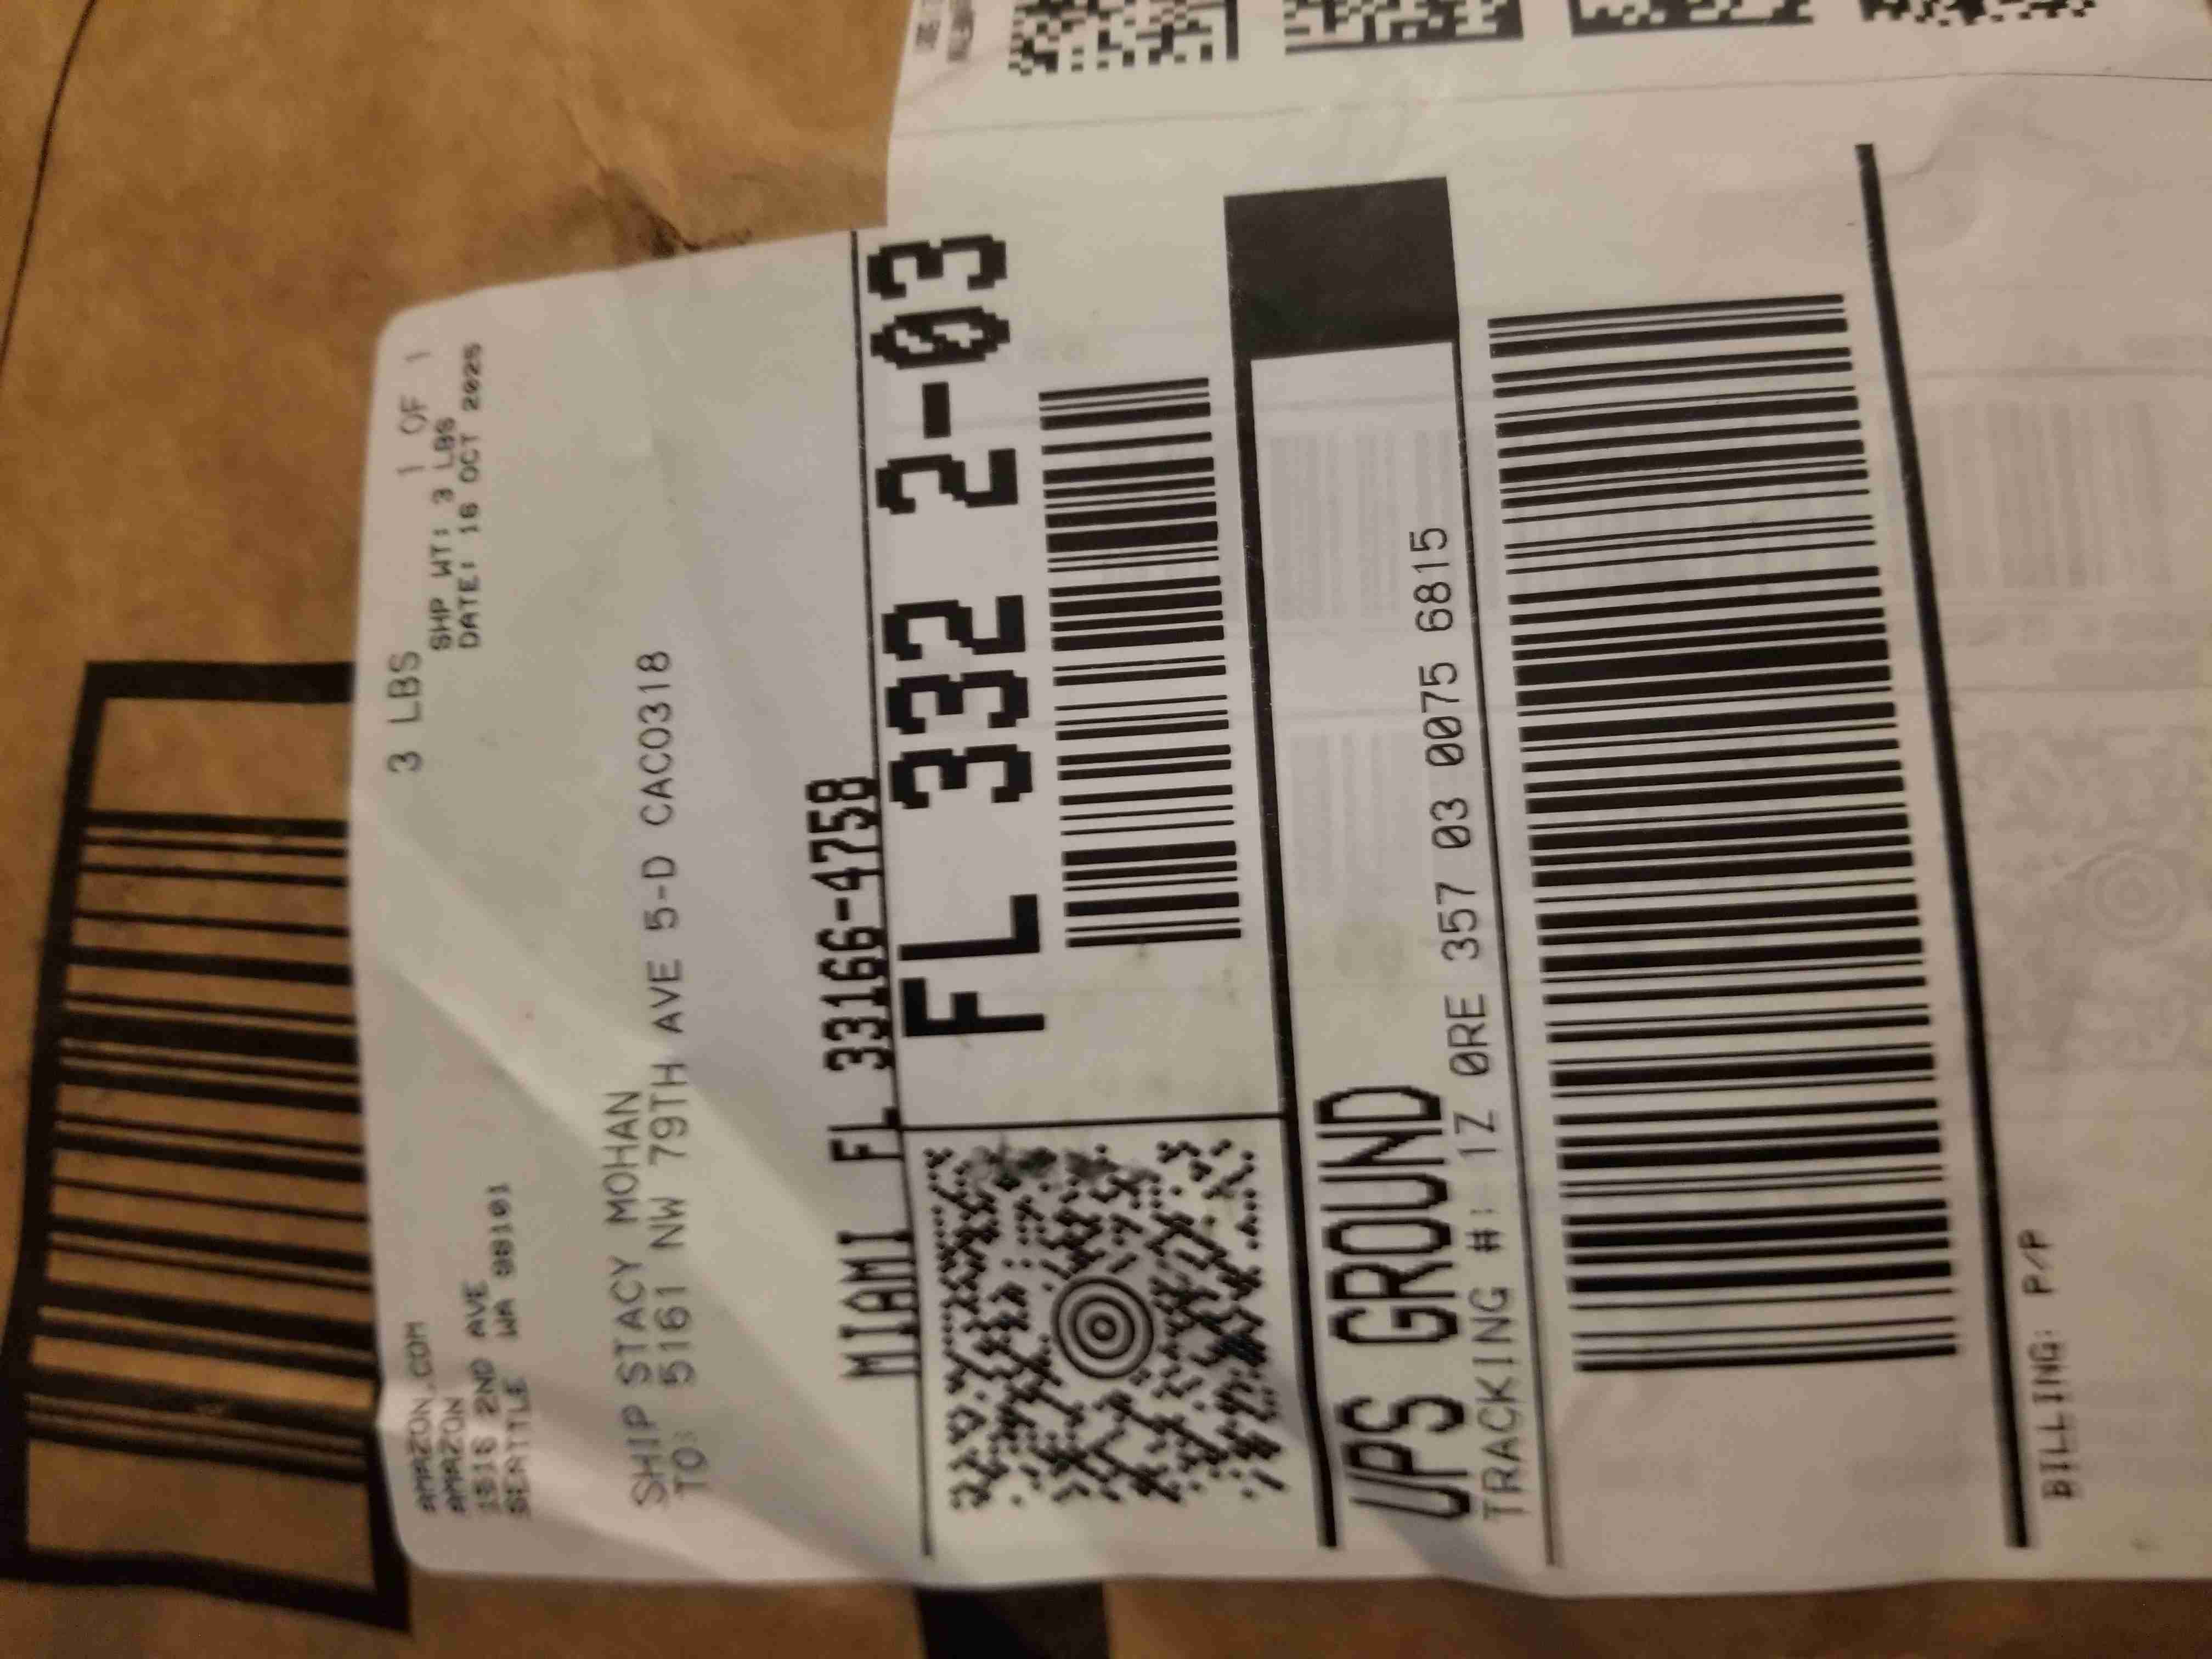 AMAZON.COM
AMAZON
1516 2ND AVE
SEATTLE WA 98101
3 LBS
1 OF 1
SHP WT: 3 LBS
DATE: 16 OCT 2025
SHIP STACY MOHAN
TO: 5161 NW 79TH AVE 5-D CACO318
MIAMI FL 33166-4758
FL 332 2-03
UPS GROUND
TRACKING #: 1Z 0RE 357 03 0075 6815
BILLING: P/P